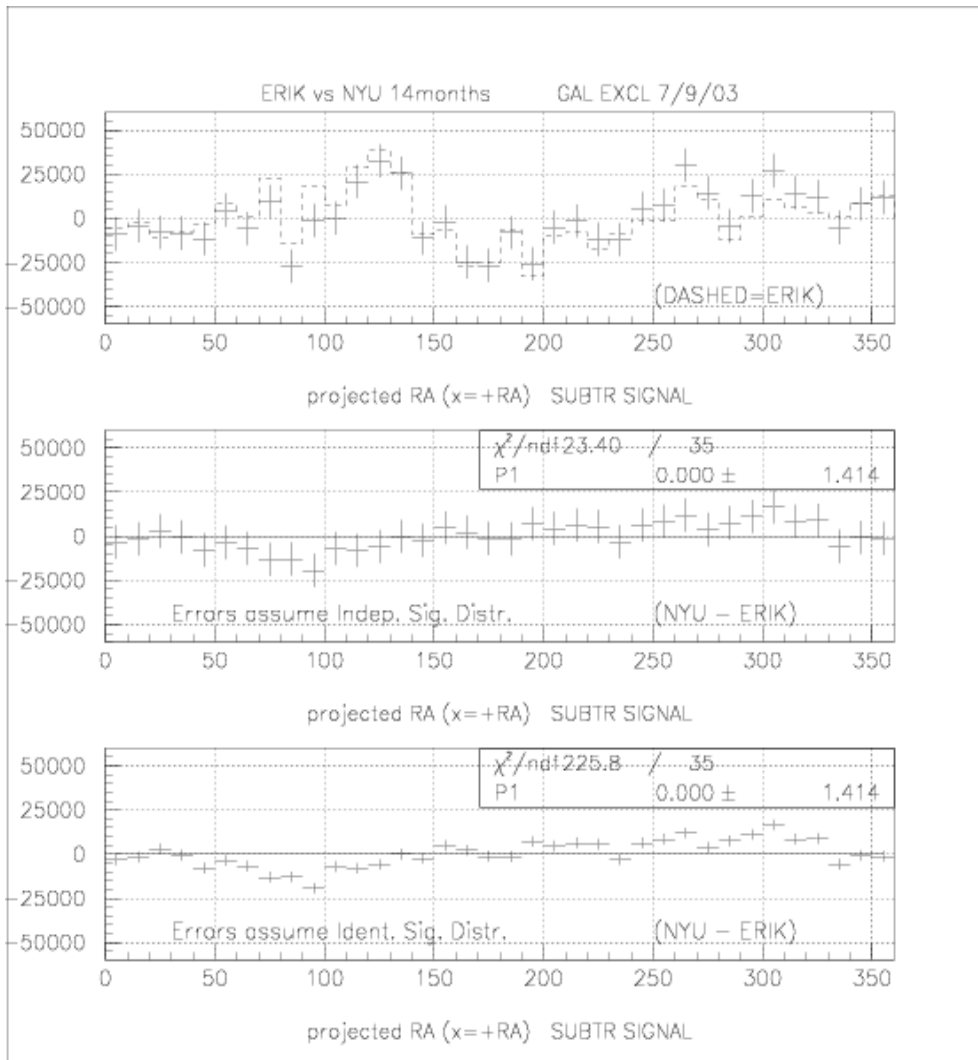 ERIK vs NYU 14months GAL EXCL 7/9/03
50000
25000
0
−25000
−50000
(DASHED=ERIK)
0 50 100 150 200 250 300 350
projected RA (x=+RA) SUBTR SIGNAL
χ²/ndf 23.40 / 35
P1 0.000 ± 1.414
50000
25000
0
−25000
−50000
Errors assume Indep. Sig. Distr. (NYU − ERIK)
0 50 100 150 200 250 300 350
projected RA (x=+RA) SUBTR SIGNAL
χ²/ndf 225.8 / 35
P1 0.000 ± 1.414
50000
25000
0
−25000
−50000
Errors assume Ident. Sig. Distr. (NYU − ERIK)
0 50 100 150 200 250 300 350
projected RA (x=+RA) SUBTR SIGNAL